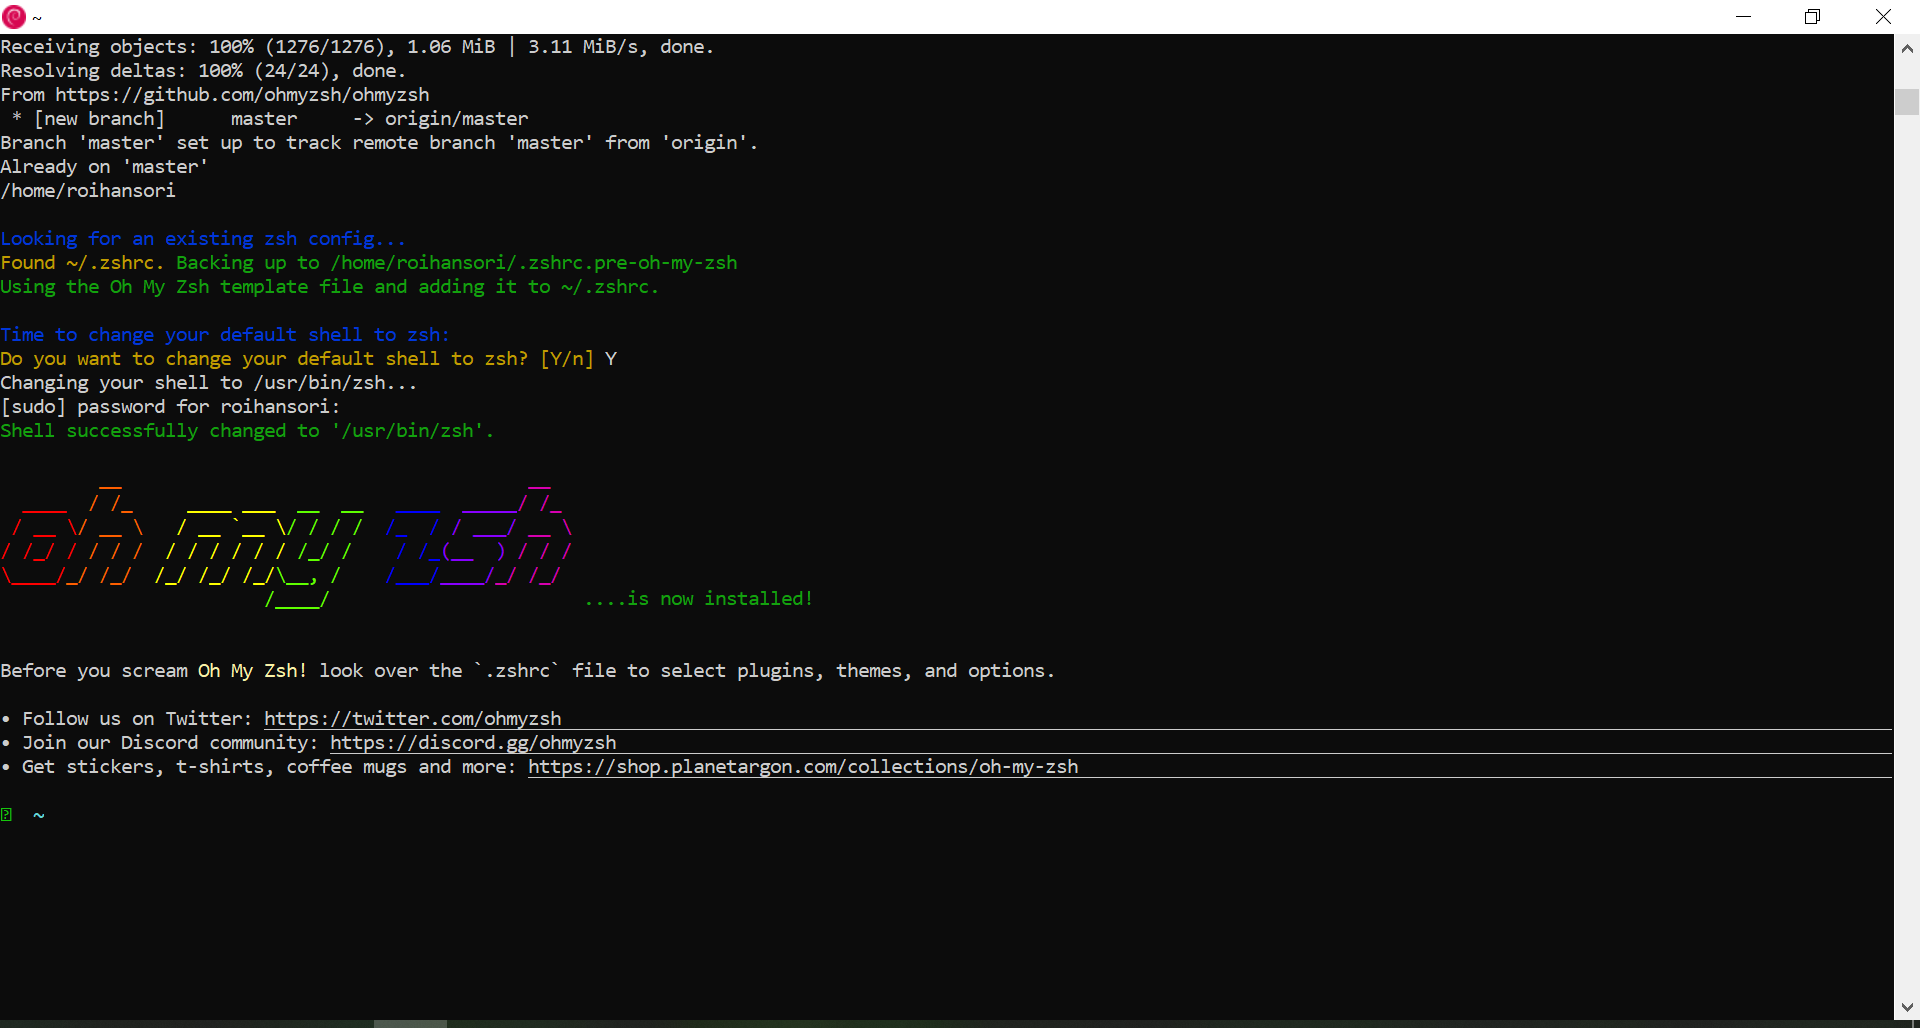 ~
Receiving objects: 100% (1276/1276), 1.06 MiB | 3.11 MiB/s, done.
Resolving deltas: 100% (24/24), done.
From https://github.com/ohmyzsh/ohmyzsh
 * [new branch]      master     -> origin/master
Branch 'master' set up to track remote branch 'master' from 'origin'.
Already on 'master'
/home/roihansori
Looking for an existing zsh config...
Found ~/.zshrc. Backing up to /home/roihansori/.zshrc.pre-oh-my-zsh
Using the Oh My Zsh template file and adding it to ~/.zshrc.
Time to change your default shell to zsh:
Do you want to change your default shell to zsh? [Y/n] Y
Changing your shell to /usr/bin/zsh...
[sudo] password for roihansori:
Shell successfully changed to '/usr/bin/zsh'.
oh my zsh
....is now installed!
Before you scream Oh My Zsh! look over the `.zshrc` file to select plugins, themes, and options.
• Follow us on Twitter: https://twitter.com/ohmyzsh
• Join our Discord community: https://discord.gg/ohmyzsh
• Get stickers, t-shirts, coffee mugs and more: https://shop.planetargon.com/collections/oh-my-zsh
~